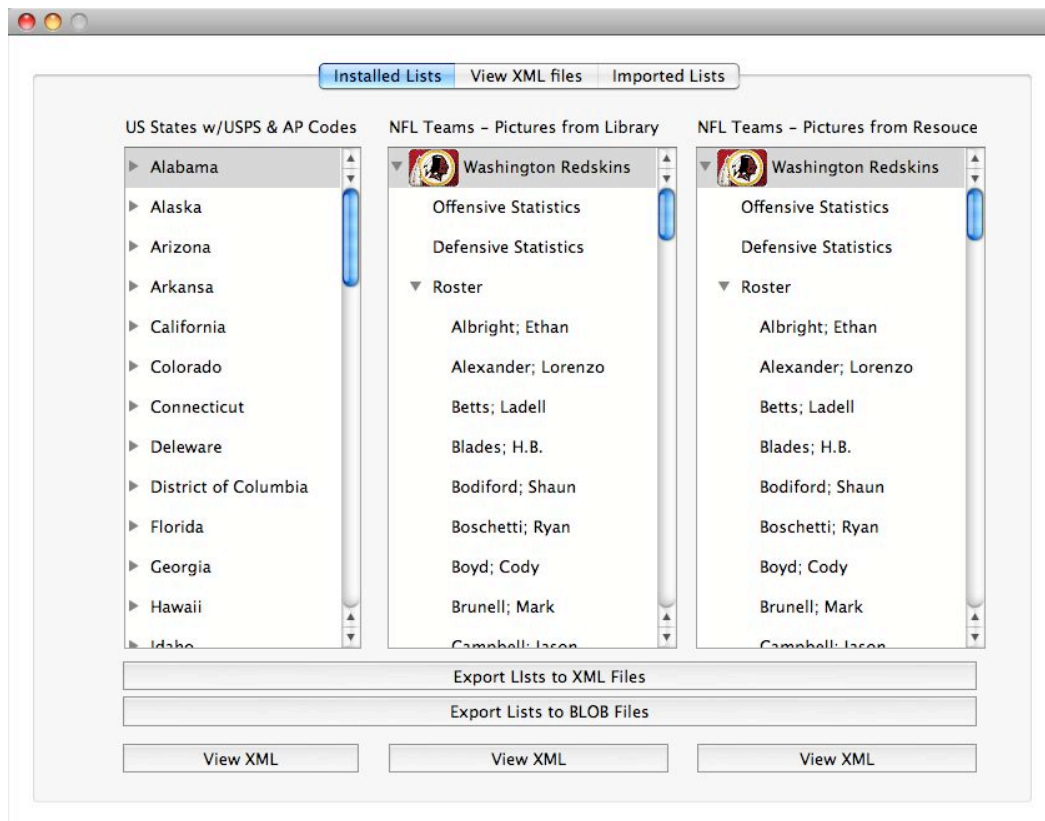 Installed Lists
View XML files
Imported Lists
US States w/USPS & AP Codes
Alabama
Alaska
Arizona
Arkansa
California
Colorado
Connecticut
Deleware
District of Columbia
Florida
Georgia
Hawaii
Idaho
NFL Teams – Pictures from Library
Washington Redskins
Offensive Statistics
Defensive Statistics
Roster
Albright; Ethan
Alexander; Lorenzo
Betts; Ladell
Blades; H.B.
Bodiford; Shaun
Boschetti; Ryan
Boyd; Cody
Brunell; Mark
Campbell; Jason
NFL Teams – Pictures from Resouce
Washington Redskins
Offensive Statistics
Defensive Statistics
Roster
Albright; Ethan
Alexander; Lorenzo
Betts; Ladell
Blades; H.B.
Bodiford; Shaun
Boschetti; Ryan
Boyd; Cody
Brunell; Mark
Campbell; Jason
Export LIsts to XML Files
Export Lists to BLOB Files
View XML
View XML
View XML